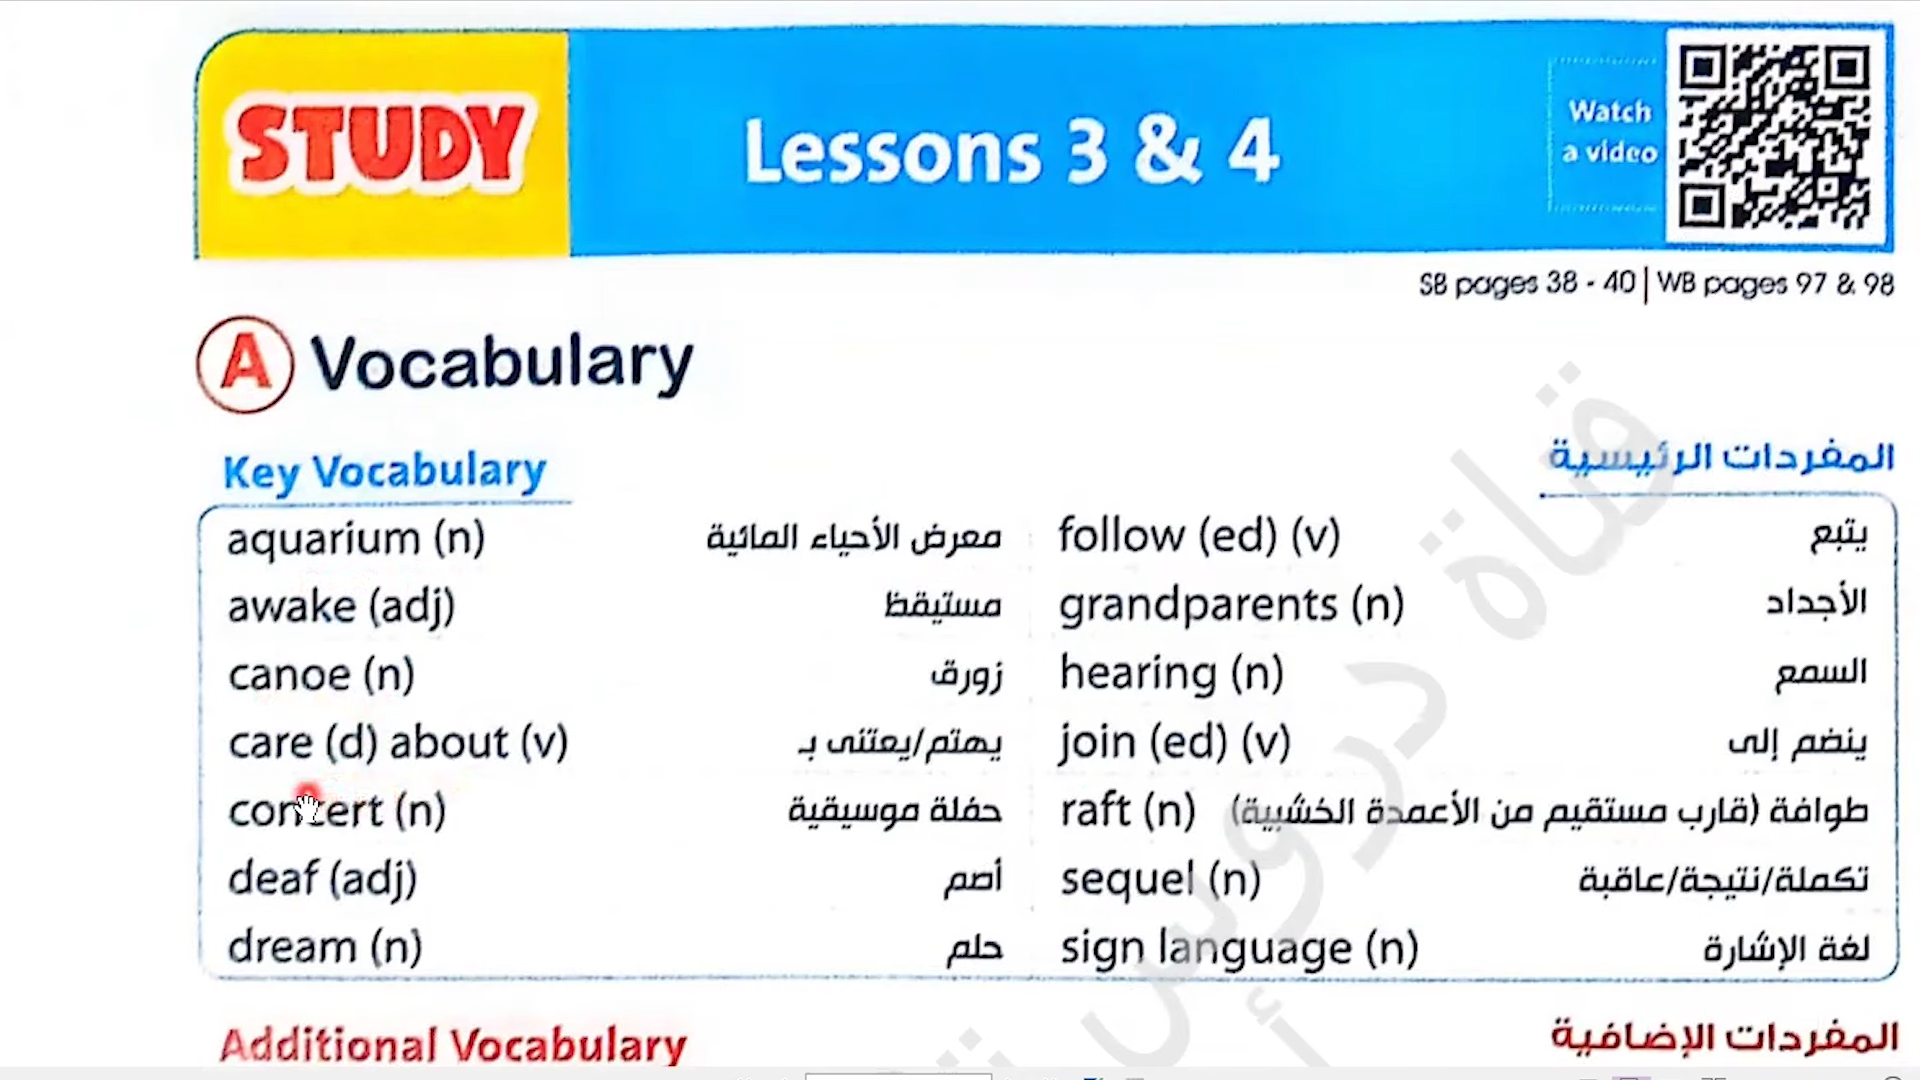 STUDY
Lessons 3 & 4
Watch
a video
SB pages 38 - 40 | WB pages 97 & 98
A Vocabulary
Key Vocabulary المفردات الرئيسية
aquarium (n) معرض الأحياء المائية follow (ed) (v) يتبع
awake (adj) مستيقظ grandparents (n) الأجداد
canoe (n) زورق hearing (n) السمع
care (d) about (v) يهتم/يعتنى بـ join (ed) (v) ينضم إلى
concert (n) حفلة موسيقية raft (n) طوافة (قارب مستقيم من الأعمدة الخشبية)
deaf (adj) أصم sequel (n) تكملة/نتيجة/عاقبة
dream (n) حلم sign language (n) لغة الإشارة
Additional Vocabulary المفردات الإضافية
قناة دروس